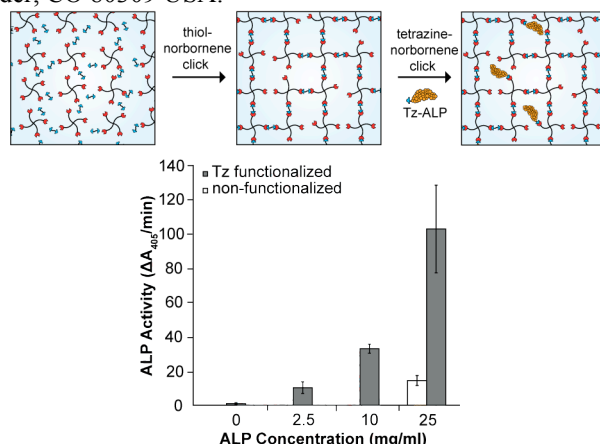 der, CO 80309 USA.
thiol-
norbornene
click
tetrazine-
norbornene
click
Tz-ALP
140
120
100
80
60
40
20
0
ALP Activity (ΔA405/min)
Tz functionalized
non-functionalized
0 2.5 10 25
ALP Concentration (mg/ml)